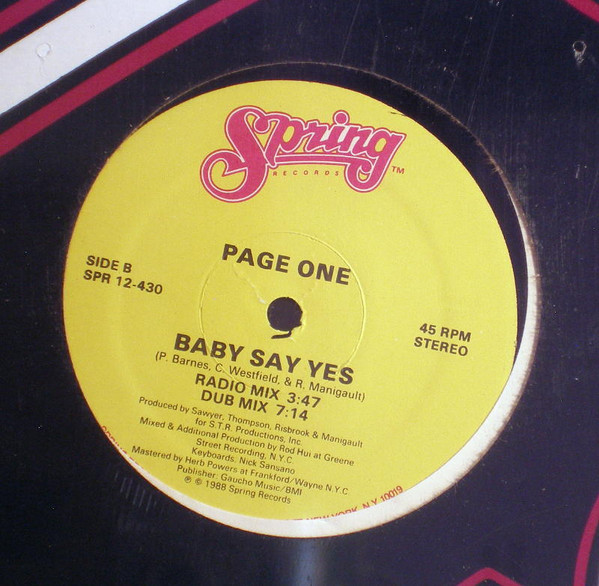 Spring
RECORDS TM
PAGE ONE
SIDE B
SPR 12-430
45 RPM
STEREO
BABY SAY YES
(P. Barnes, C. Westfield, & R. Manigault)
RADIO MIX 3:47
DUB MIX 7:14
Produced by Sawyer, Thompson, Risbrook & Manigault
for S.T.R. Productions, Inc.
Mixed & Additional Production by Rod Hui at Greene
Street Recording, N.Y.C.
Keyboards: Nick Sansano
Mastered by Herb Powers at Frankford/Wayne N.Y.C.
Publisher: Gaucho Music/BMI
℗ © 1988 Spring Records
NEW YORK, N.Y. 10019